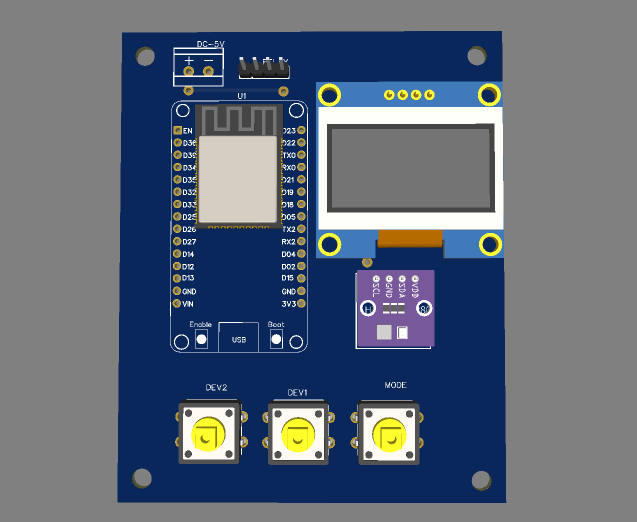 DC-5V
+ -
U1
EN
D36
D39
D34
D35
D32
D33
D25
D26
D27
D14
D12
D13
GND
VIN
D23
D22
TX0
RX0
D21
D19
D18
D05
TX2
RX2
D04
D02
D15
GND
3V3
Enable
USB
Boot
SCL
GND
SDA
VDD
DEV2
DEV1
MODE